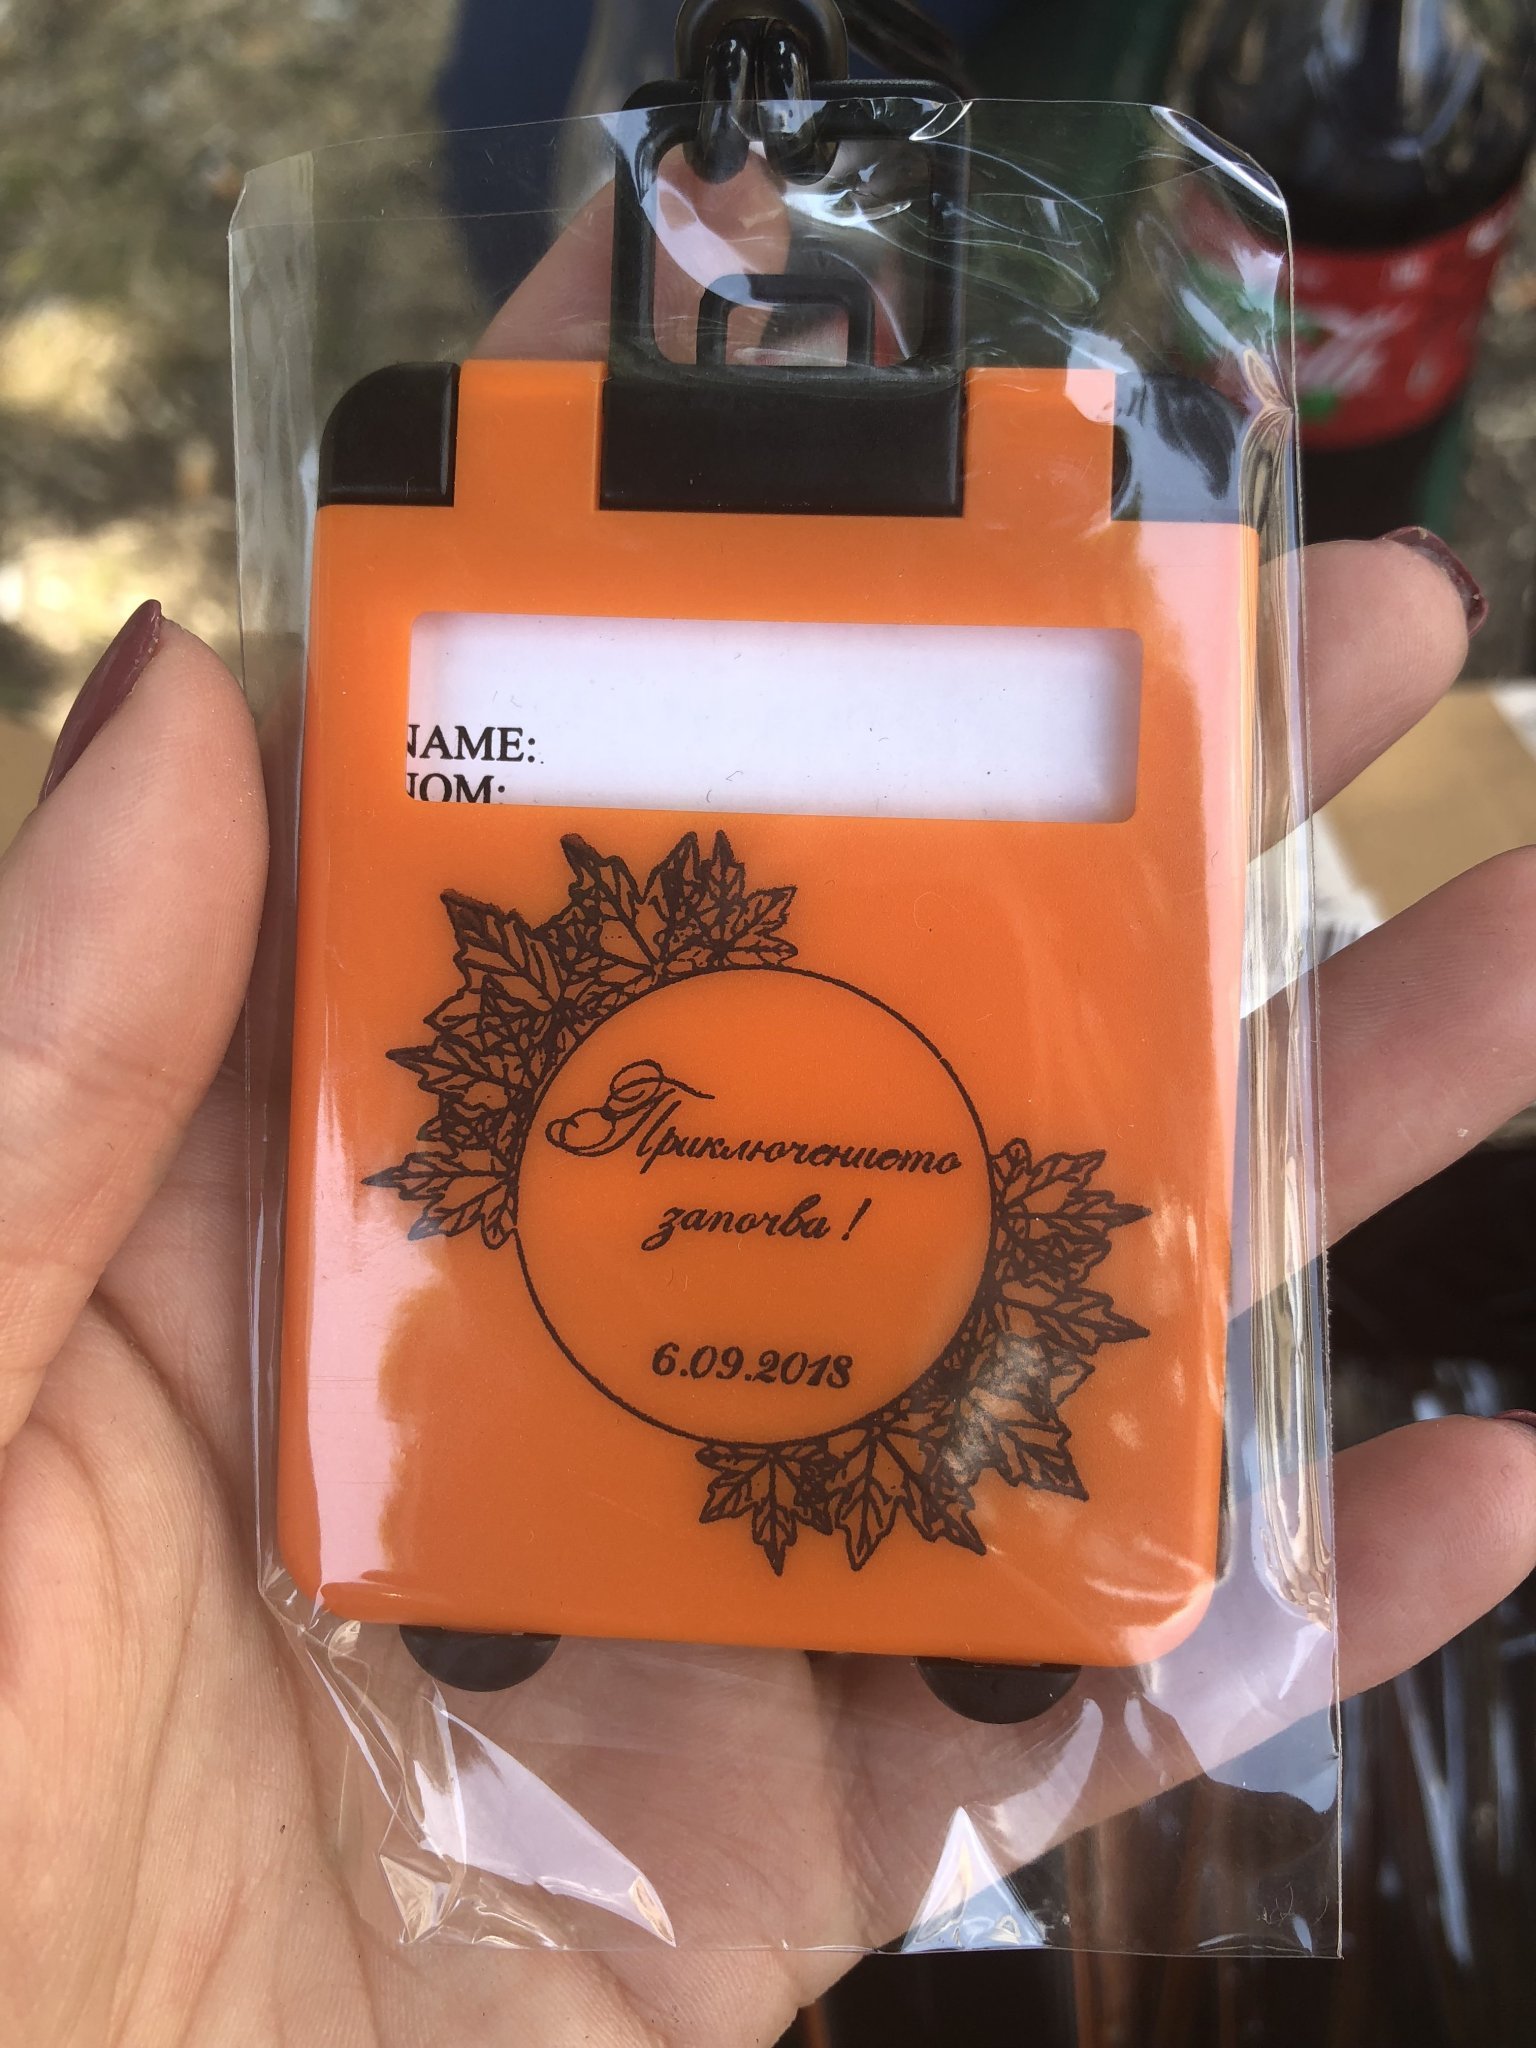 NAME:
NOM:
Приключението
започва!
6.09.2018